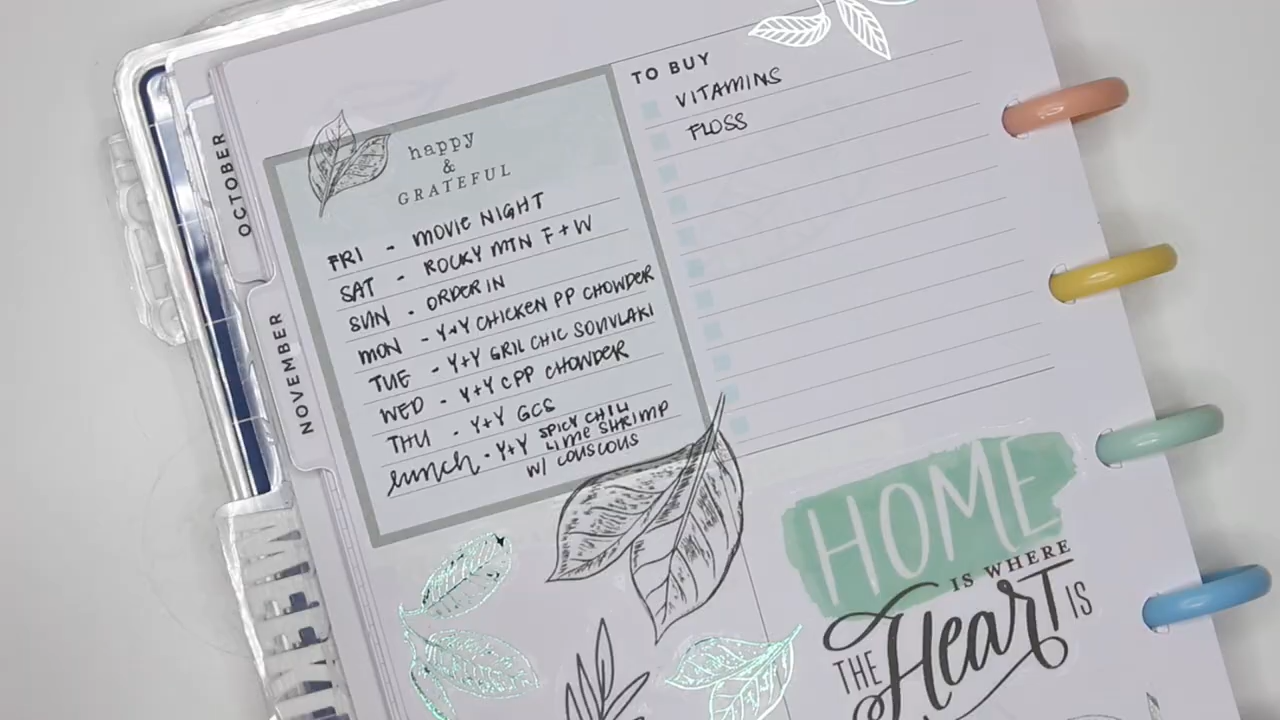 OCTOBER
NOVEMBER
happy
&
GRATEFUL
FRI - MOVIE NIGHT
SAT - ROCKY MTN F + W
SUN - ORDER IN
MON - Y+Y CHICKEN PP CHOWDER
TUE - Y+Y GRIL CHIC SOUVLAKI
WED - Y+Y CPP CHOWDER
THU - Y+Y GCS
lunch - Y+Y SPICY CHILI
LIME SHRIMP
W/ COUSCOUS
TO BUY
VITAMINS
FLOSS
HOME
IS WHERE
THE Heart IS